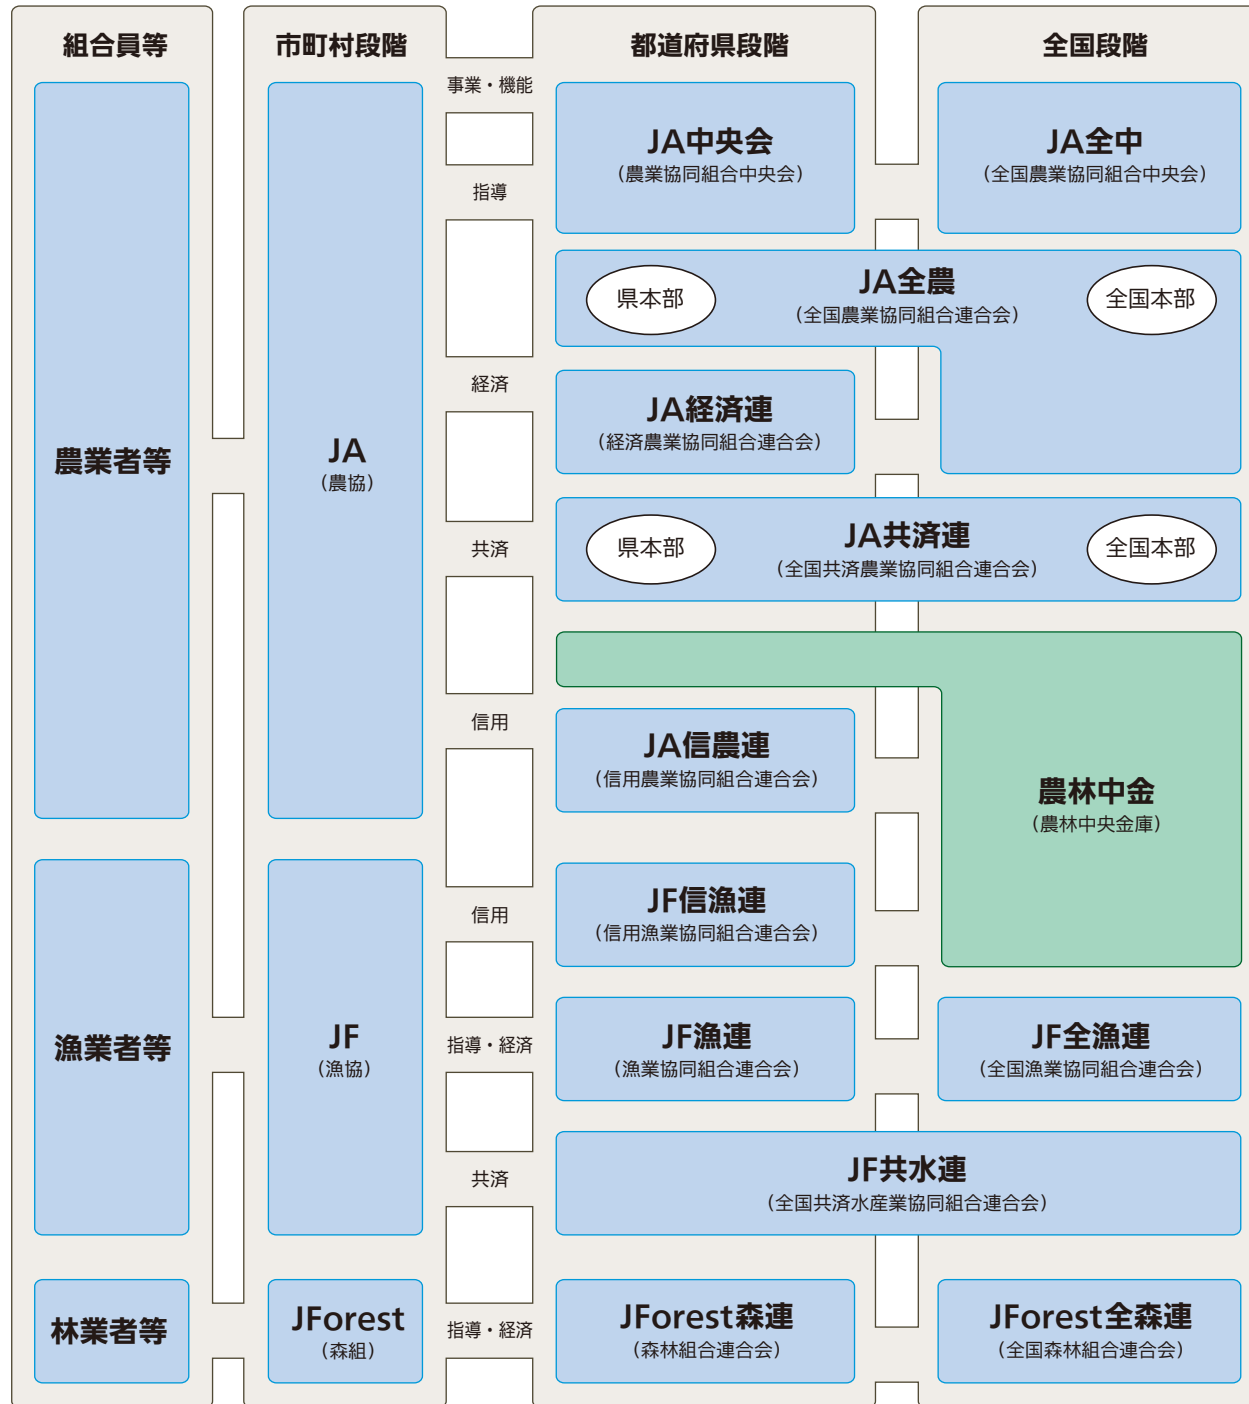 組合員等
市町村段階
都道府県段階
全国段階
事業・機能
指導
経済
共済
信用
信用
指導・経済
共済
指導・経済
農業者等
JA
(農協)
JA中央会
(農業協同組合中央会)
JA全中
(全国農業協同組合中央会)
県本部
JA全農
(全国農業協同組合連合会)
全国本部
JA経済連
(経済農業協同組合連合会)
県本部
JA共済連
(全国共済農業協同組合連合会)
全国本部
JA信農連
(信用農業協同組合連合会)
農林中金
(農林中央金庫)
漁業者等
JF
(漁協)
JF信漁連
(信用漁業協同組合連合会)
JF漁連
(漁業協同組合連合会)
JF全漁連
(全国漁業協同組合連合会)
JF共水連
(全国共済水産業協同組合連合会)
林業者等
JForest
(森組)
JForest森連
(森林組合連合会)
JForest全森連
(全国森林組合連合会)